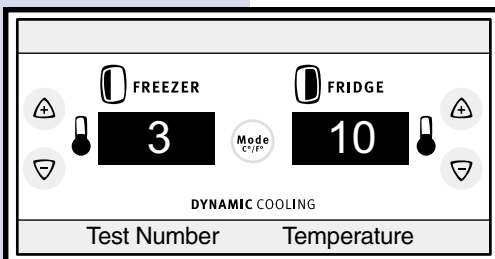 FREEZER FRIDGE
3 Mode 10
C°/F°
DYNAMIC COOLING
Test Number Temperature